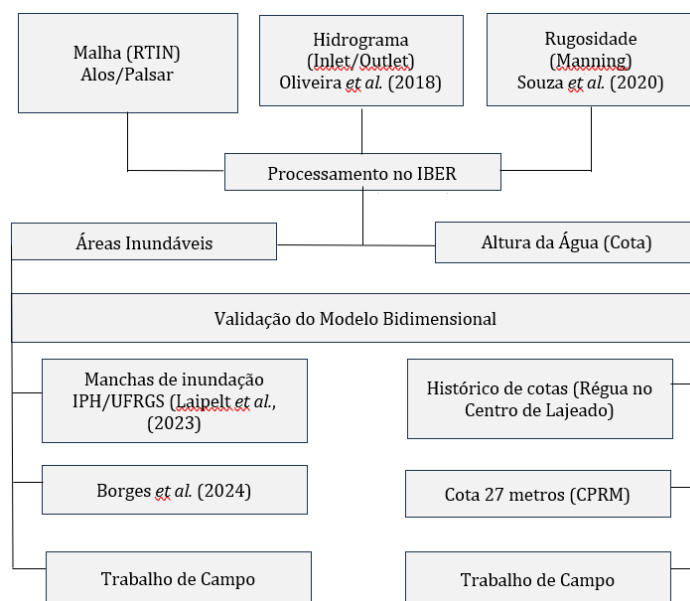 Malha (RTIN)
Alos/Palsar
Hidrograma
(Inlet/Outlet)
Oliveira et al. (2018)
Rugosidade
(Manning)
Souza et al. (2020)
Processamento no IBER
Áreas Inundáveis
Altura da Água (Cota)
Validação do Modelo Bidimensional
Manchas de inundação
IPH/UFRGS (Laipelt et al.,
(2023)
Histórico de cotas (Régua no
Centro de Lajeado)
Borges et al. (2024)
Cota 27 metros (CPRM)
Trabalho de Campo
Trabalho de Campo